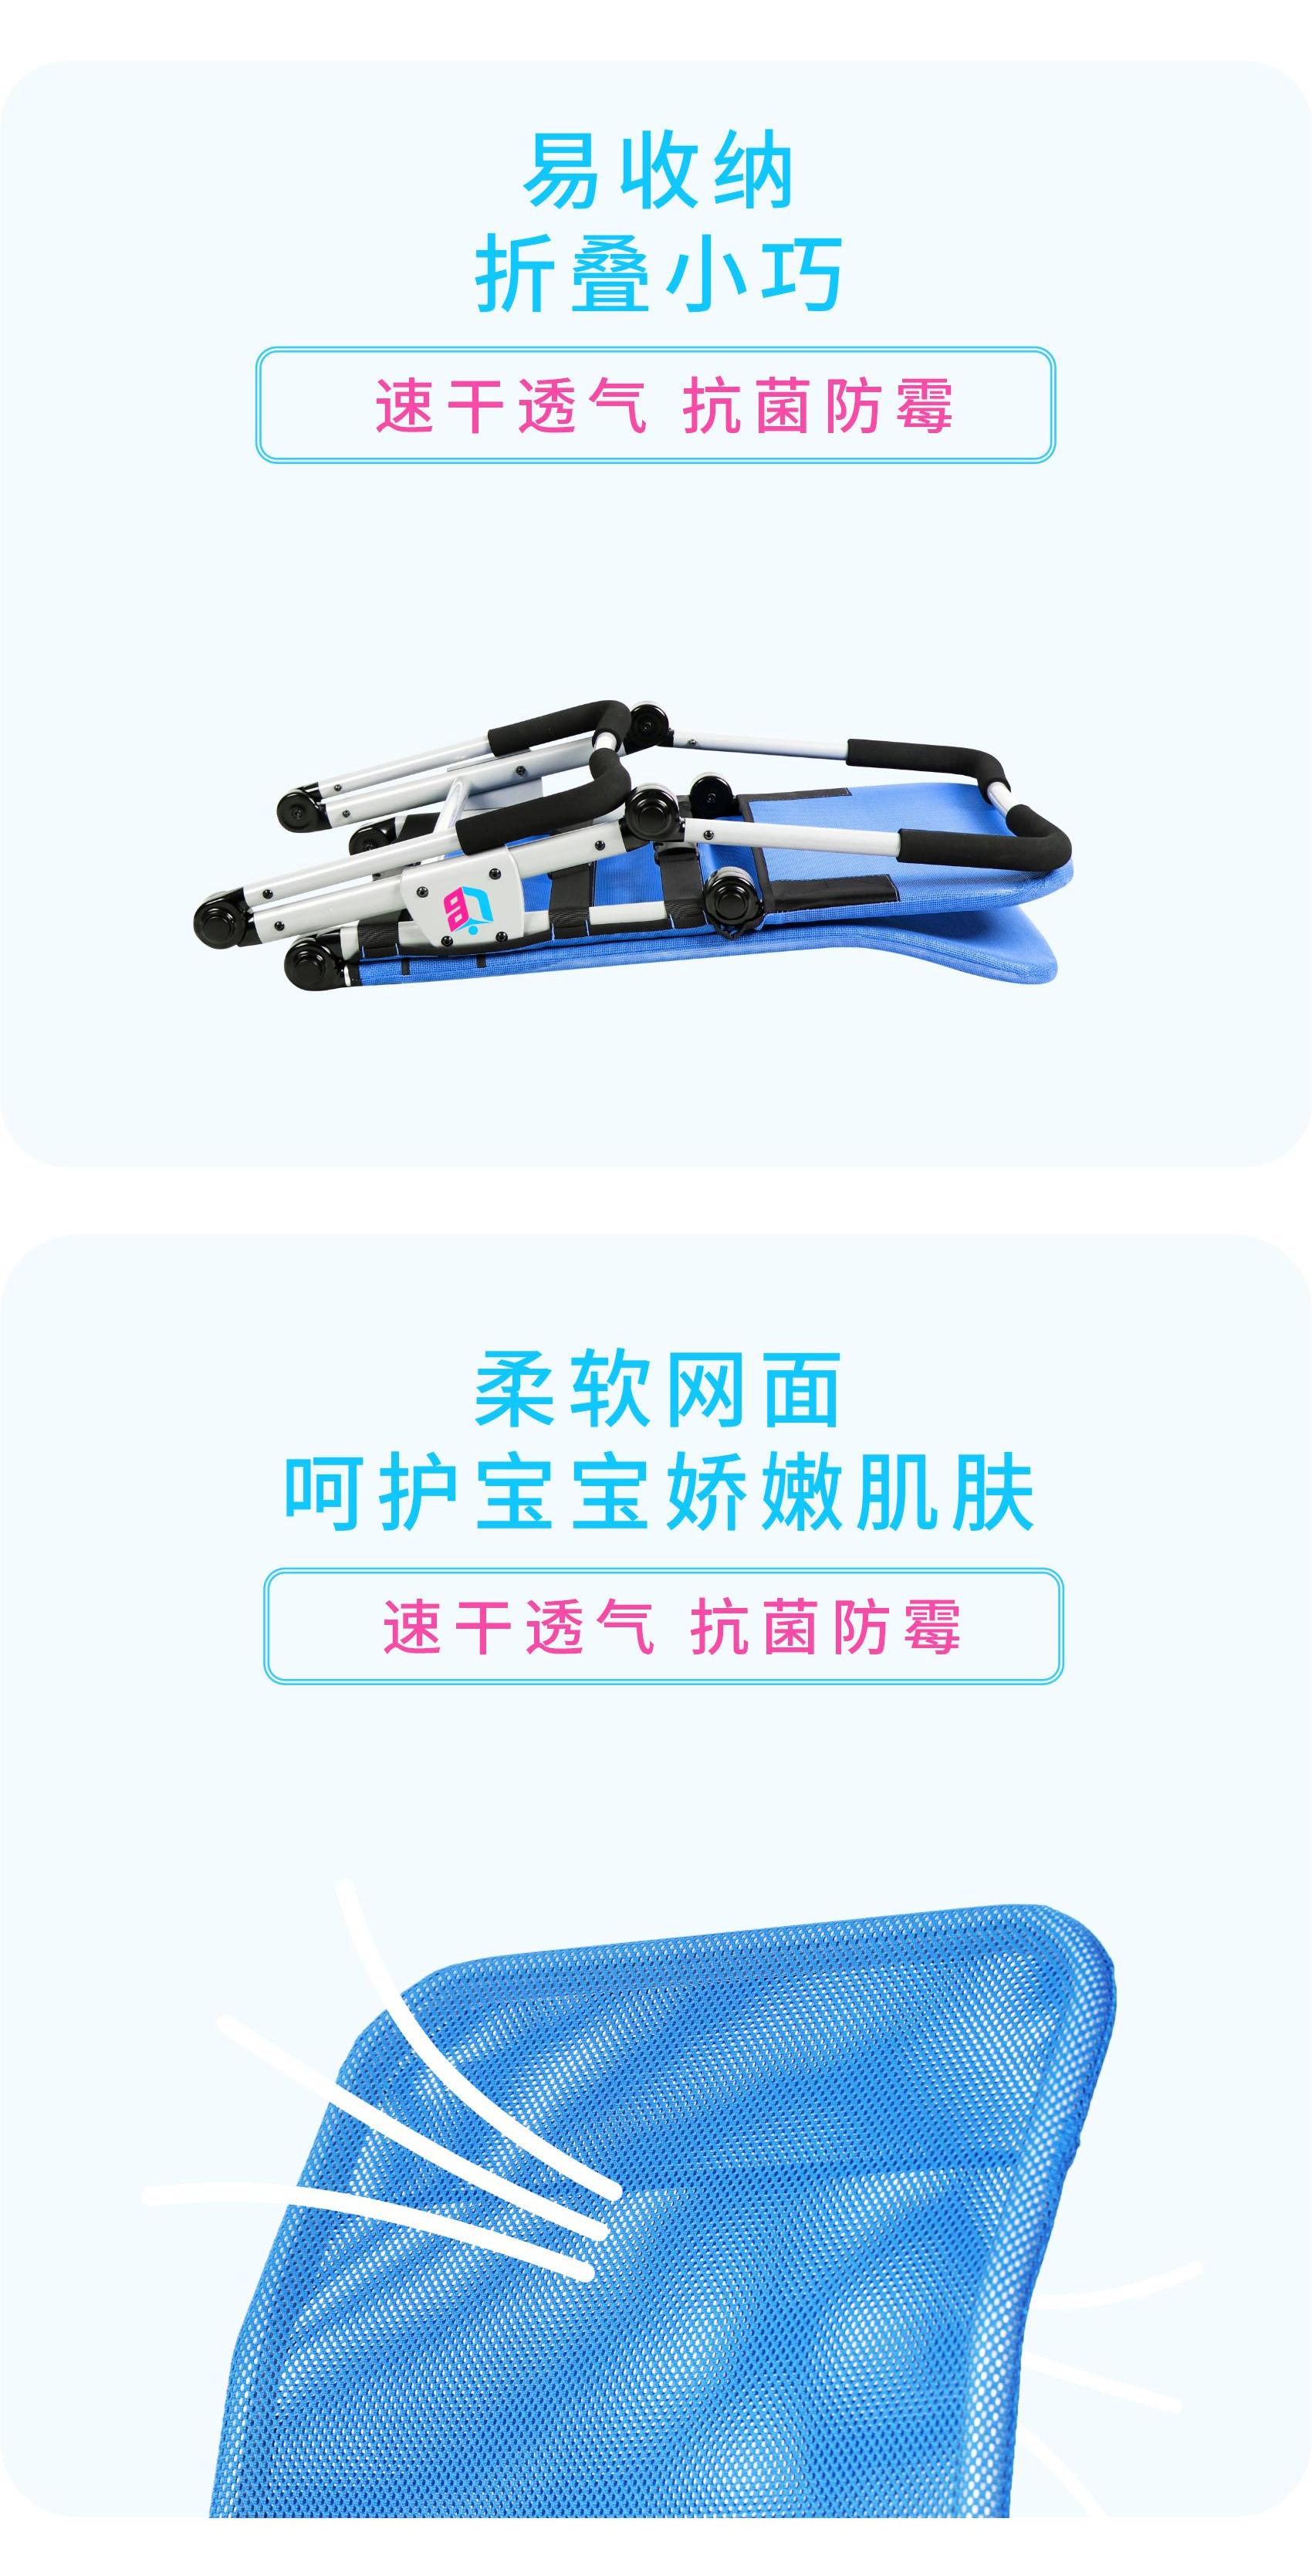 易收纳
折叠小巧
速干透气 抗菌防霉
柔软网面
呵护宝宝娇嫩肌肤
速干透气 抗菌防霉